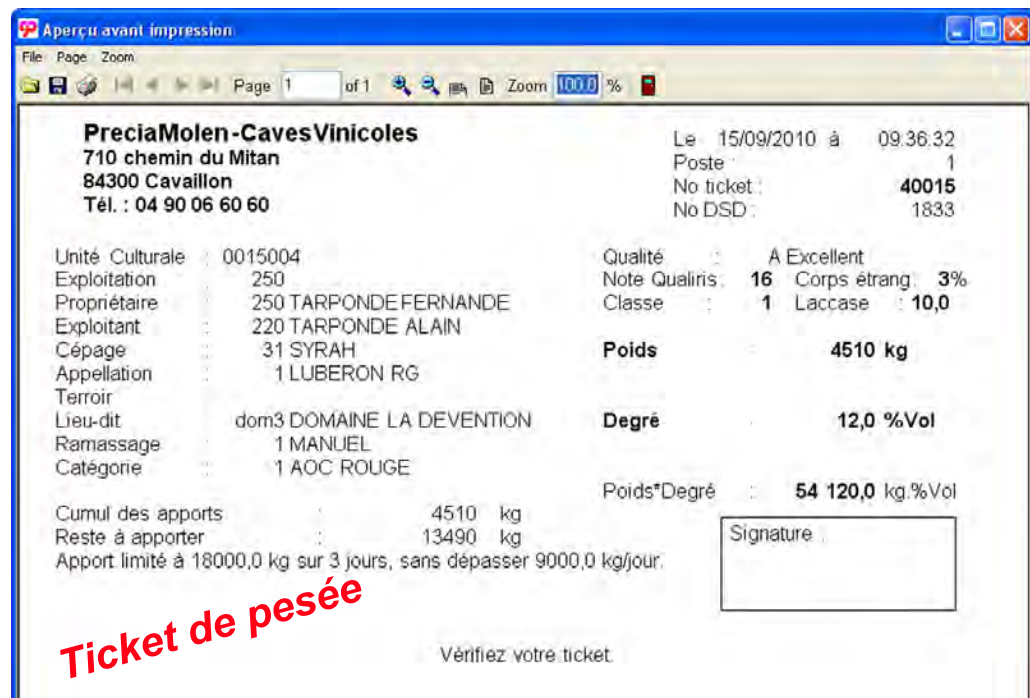 Aperçu avant impression
File Page Zoom
Page 1 of 1 Zoom 100.0 %
PreciaMolen-CavesVinicoles
710 chemin du Mitan
84300 Cavaillon
Tél. : 04 90 06 60 60
Le 15/09/2010 à 09:36:32
Poste : 1
No ticket : 40015
No DSD : 1833
Unité Culturale : 0015004
Exploitation : 250
Propriétaire : 250 TARPONDE FERNANDE
Exploitant : 220 TARPONDE ALAIN
Cépage : 31 SYRAH
Appellation : 1 LUBERON RG
Terroir
Lieu-dit : dom3 DOMAINE LA DEVENTION
Ramassage : 1 MANUEL
Catégorie : 1 AOC ROUGE
Qualité : A Excellent
Note Qualiris : 16 Corps étrang : 3%
Classe : 1 Laccase : 10,0
Poids : 4510 kg
Degré : 12,0 %Vol
Poids*Degré : 54 120,0 kg.%Vol
Cumul des apports : 4510 kg
Reste à apporter : 13490 kg
Apport limité à 18000,0 kg sur 3 jours, sans dépasser 9000,0 kg/jour.
Signature :
Ticket de pesée
Vérifiez votre ticket.